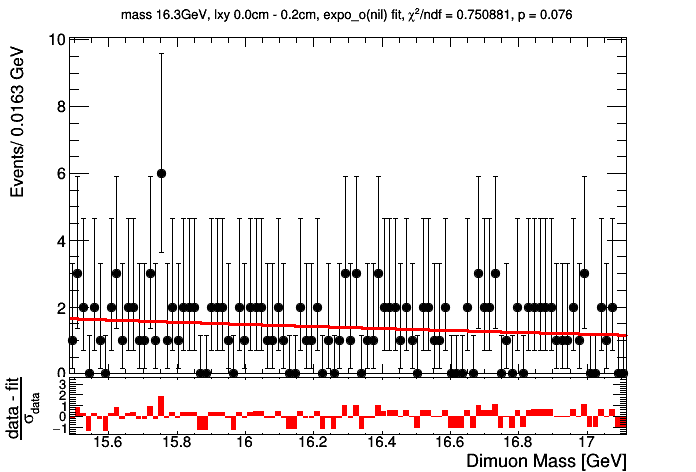 mass 16.3GeV, lxy 0.0cm - 0.2cm, expo_o(nil) fit, χ²/ndf = 0.750881, p = 0.076
Events/ 0.0163 GeV
10
8
6
4
2
0
data - fit
σdata
3
2
1
0
−1
15.6 15.8 16 16.2 16.4 16.6 16.8 17
Dimuon Mass [GeV]